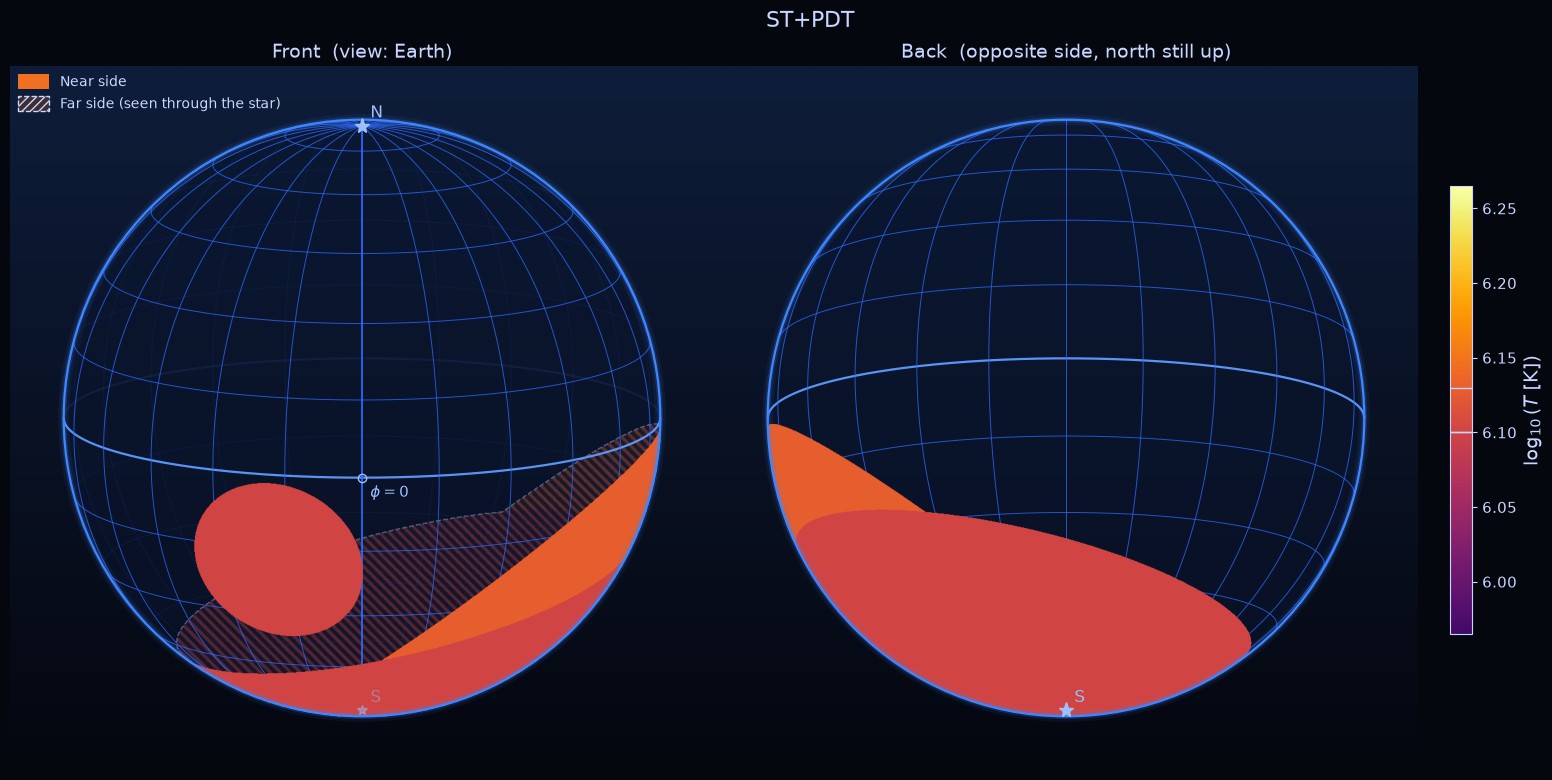 ST+PDT
Front  (view: Earth)
Back  (opposite side, north still up)
Near side
Far side (seen through the star)
N
ϕ = 0
S
S
6.25
6.20
6.15
6.10
6.05
6.00
log₁₀(T [K])